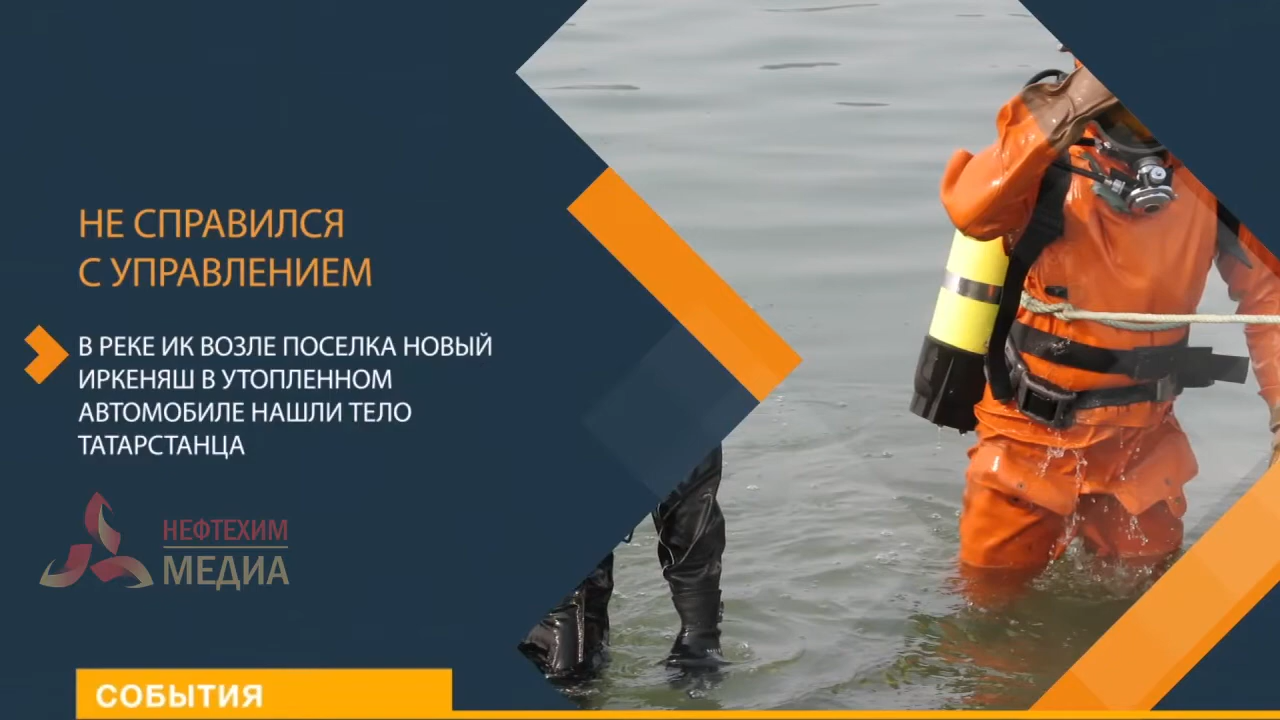 НЕ СПРАВИЛСЯ
С УПРАВЛЕНИЕМ
В РЕКЕ ИК ВОЗЛЕ ПОСЕЛКА НОВЫЙ
ИРКЕНЯШ В УТОПЛЕННОМ
АВТОМОБИЛЕ НАШЛИ ТЕЛО
ТАТАРСТАНЦА
НЕФТЕХИМ
МЕДИА
СОБЫТИЯ